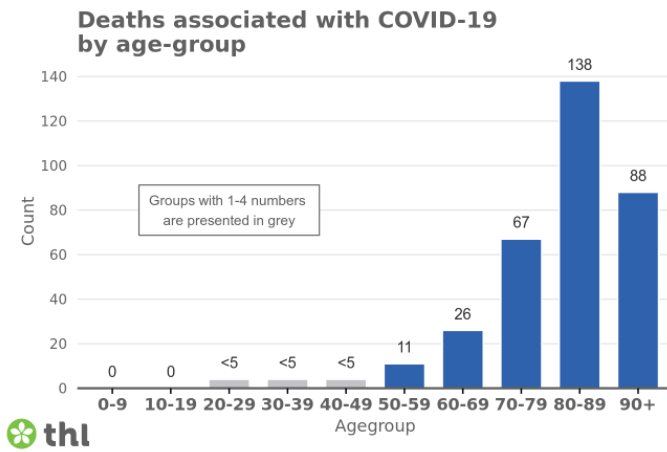 Deaths associated with COVID-19
by age-group
138
140
120
100
80
60
40
20
0
Count
Groups with 1-4 numbers
are presented in grey
0
0
<5
<5
<5
11
26
67
88
0-9 10-19 20-29 30-39 40-49 50-59 60-69 70-79 80-89 90+
Agegroup
thl